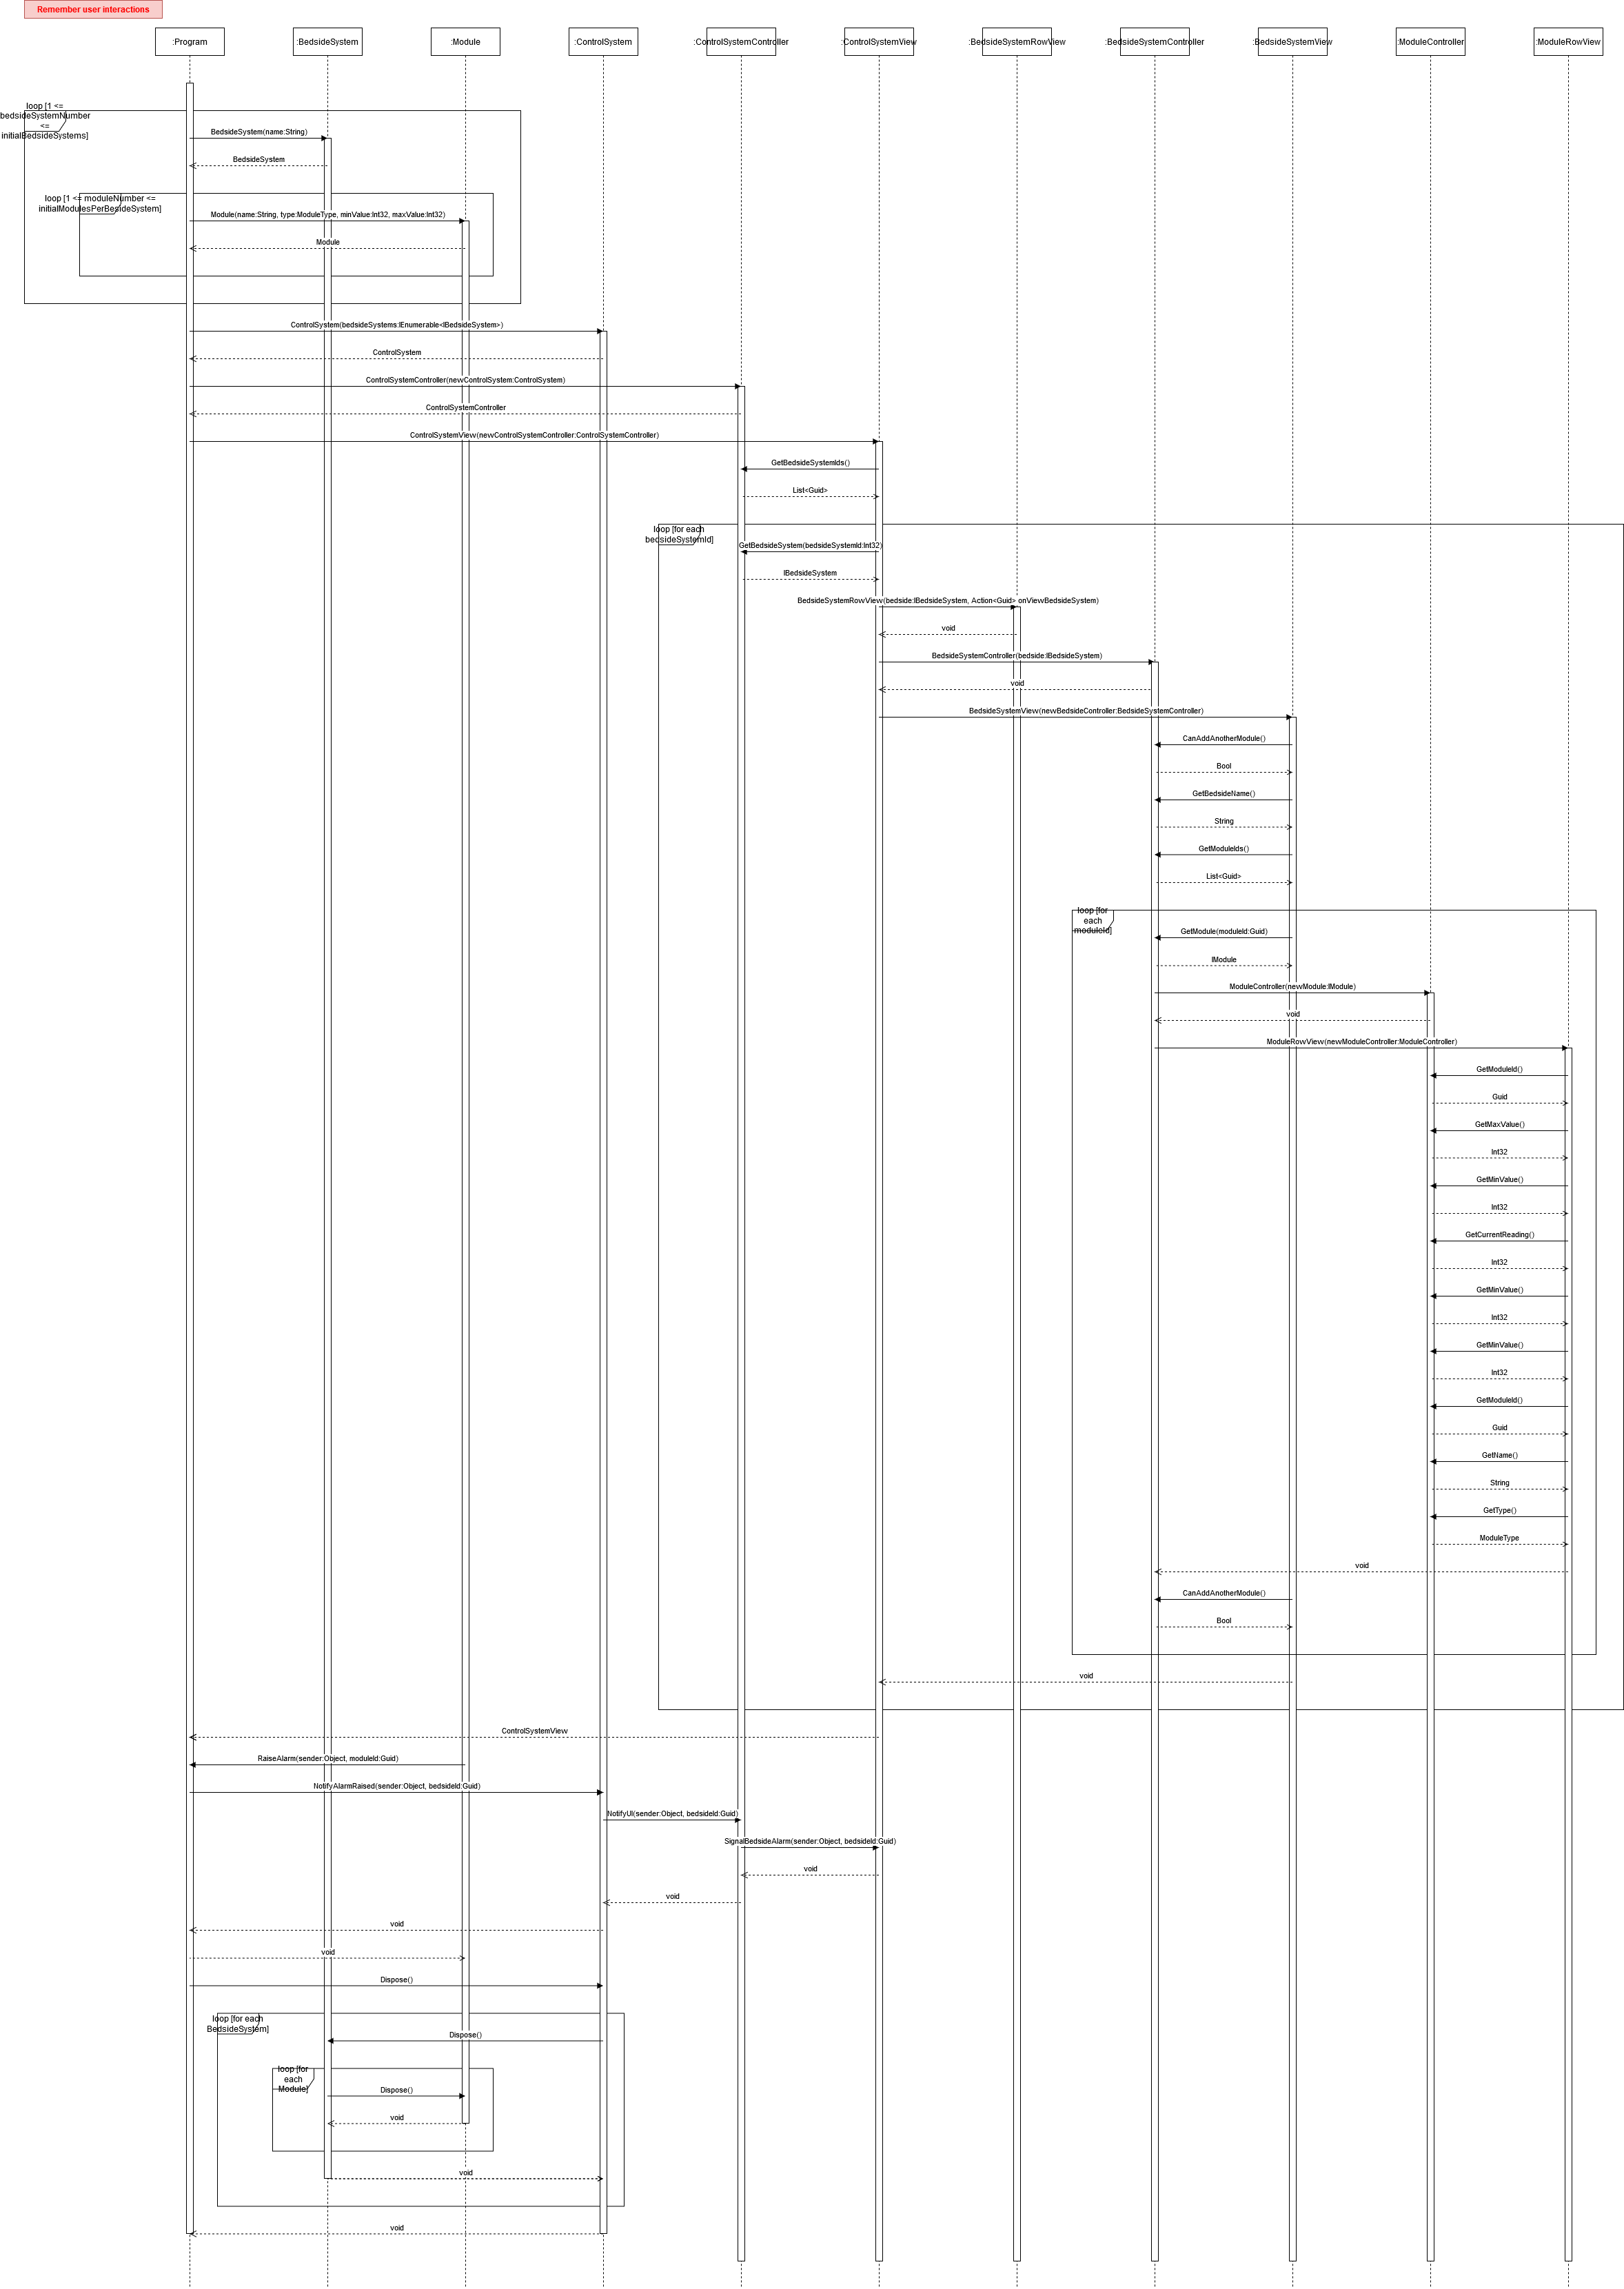 Remember user interactions
:Program
:BedsideSystem
:Module
:ControlSystem
:ControlSystemController
:ControlSystemView
:BedsideSystemRowView
:BedsideSystemController
:BedsideSystemView
:ModuleController
:ModuleRowView
loop [1 <=
bedsideSystemNumber
<=
initialBedsideSystems]
BedsideSystem(name:String)
BedsideSystem
loop [1 <= moduleNumber <=
initialModulesPerBesideSystem]
Module(name:String, type:ModuleType, minValue:Int32, maxValue:Int32)
Module
ControlSystem(bedsideSystems:IEnumerable<IBedsideSystem>)
ControlSystem
ControlSystemController(newControlSystem:ControlSystem)
ControlSystemController
ControlSystemView(newControlSystemController:ControlSystemController)
GetBedsideSystemIds()
List<Guid>
loop [for each
bedsideSystemId]
GetBedsideSystem(bedsideSystemId:Int32)
IBedsideSystem
BedsideSystemRowView(bedside:IBedsideSystem, Action<Guid> onViewBedsideSystem)
void
BedsideSystemController(bedside:IBedsideSystem)
void
BedsideSystemView(newBedsideController:BedsideSystemController)
CanAddAnotherModule()
Bool
GetBedsideName()
String
GetModuleIds()
List<Guid>
loop [for
each
moduleId]
GetModule(moduleId:Guid)
IModule
ModuleController(newModule:IModule)
void
ModuleRowView(newModuleController:ModuleController)
GetModuleId()
Guid
GetMaxValue()
Int32
GetMinValue()
Int32
GetCurrentReading()
Int32
GetMinValue()
Int32
GetMinValue()
Int32
GetModuleId()
Guid
GetName()
String
GetType()
ModuleType
void
CanAddAnotherModule()
Bool
void
ControlSystemView
RaiseAlarm(sender:Object, moduleId:Guid)
NotifyAlarmRaised(sender:Object, bedsideId:Guid)
NotifyUI(sender:Object, bedsideId:Guid)
SignalBedsideAlarm(sender:Object, bedsideId:Guid)
void
void
void
void
Dispose()
loop [for each
BedsideSystem]
Dispose()
loop [for
each
Module]
Dispose()
void
void
void